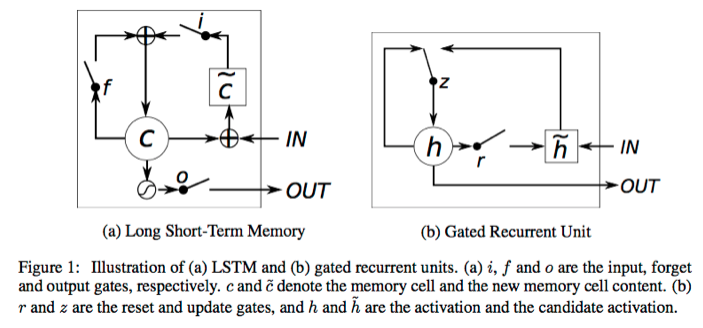 i
f
c̃
C
IN
o
OUT
z
h
r
h̃
IN
OUT
(a) Long Short-Term Memory
(b) Gated Recurrent Unit
Figure 1: Illustration of (a) LSTM and (b) gated recurrent units. (a) i, f and o are the input, forget
and output gates, respectively. c and c̃ denote the memory cell and the new memory cell content. (b)
r and z are the reset and update gates, and h and h̃ are the activation and the candidate activation.